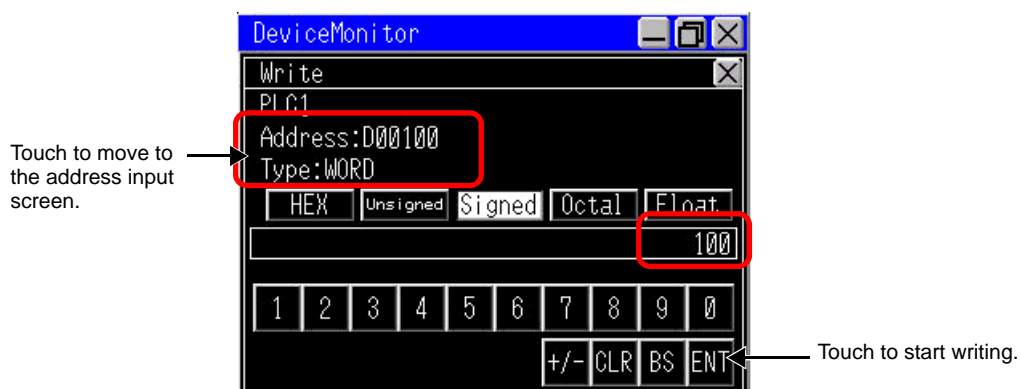 DeviceMonitor
Write
PLC1
Address:D00100
Type:WORD
Touch to move to
the address input
screen.
HEX Unsigned Signed Octal Float
100
1 2 3 4 5 6 7 8 9 0
+/- CLR BS ENT
Touch to start writing.